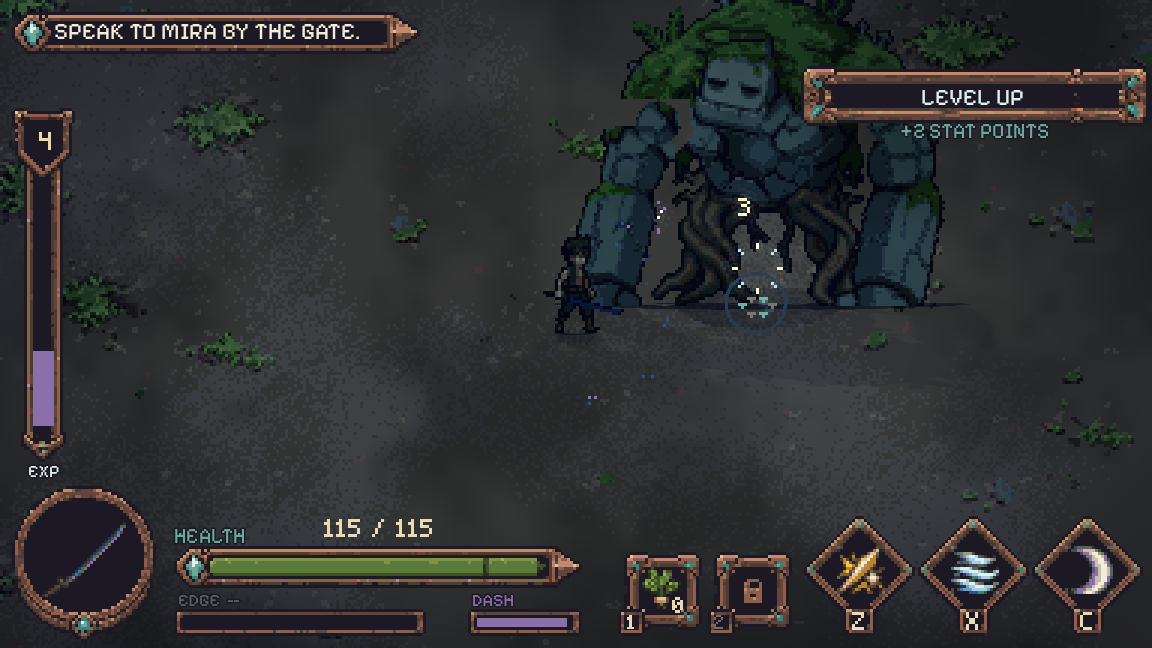 SPEAK TO MIRA BY THE GATE.
LEVEL UP
+2 STAT POINTS
4
3
EXP
HEALTH
115 / 115
EDGE --
DASH
0
1
2
Z
X
C